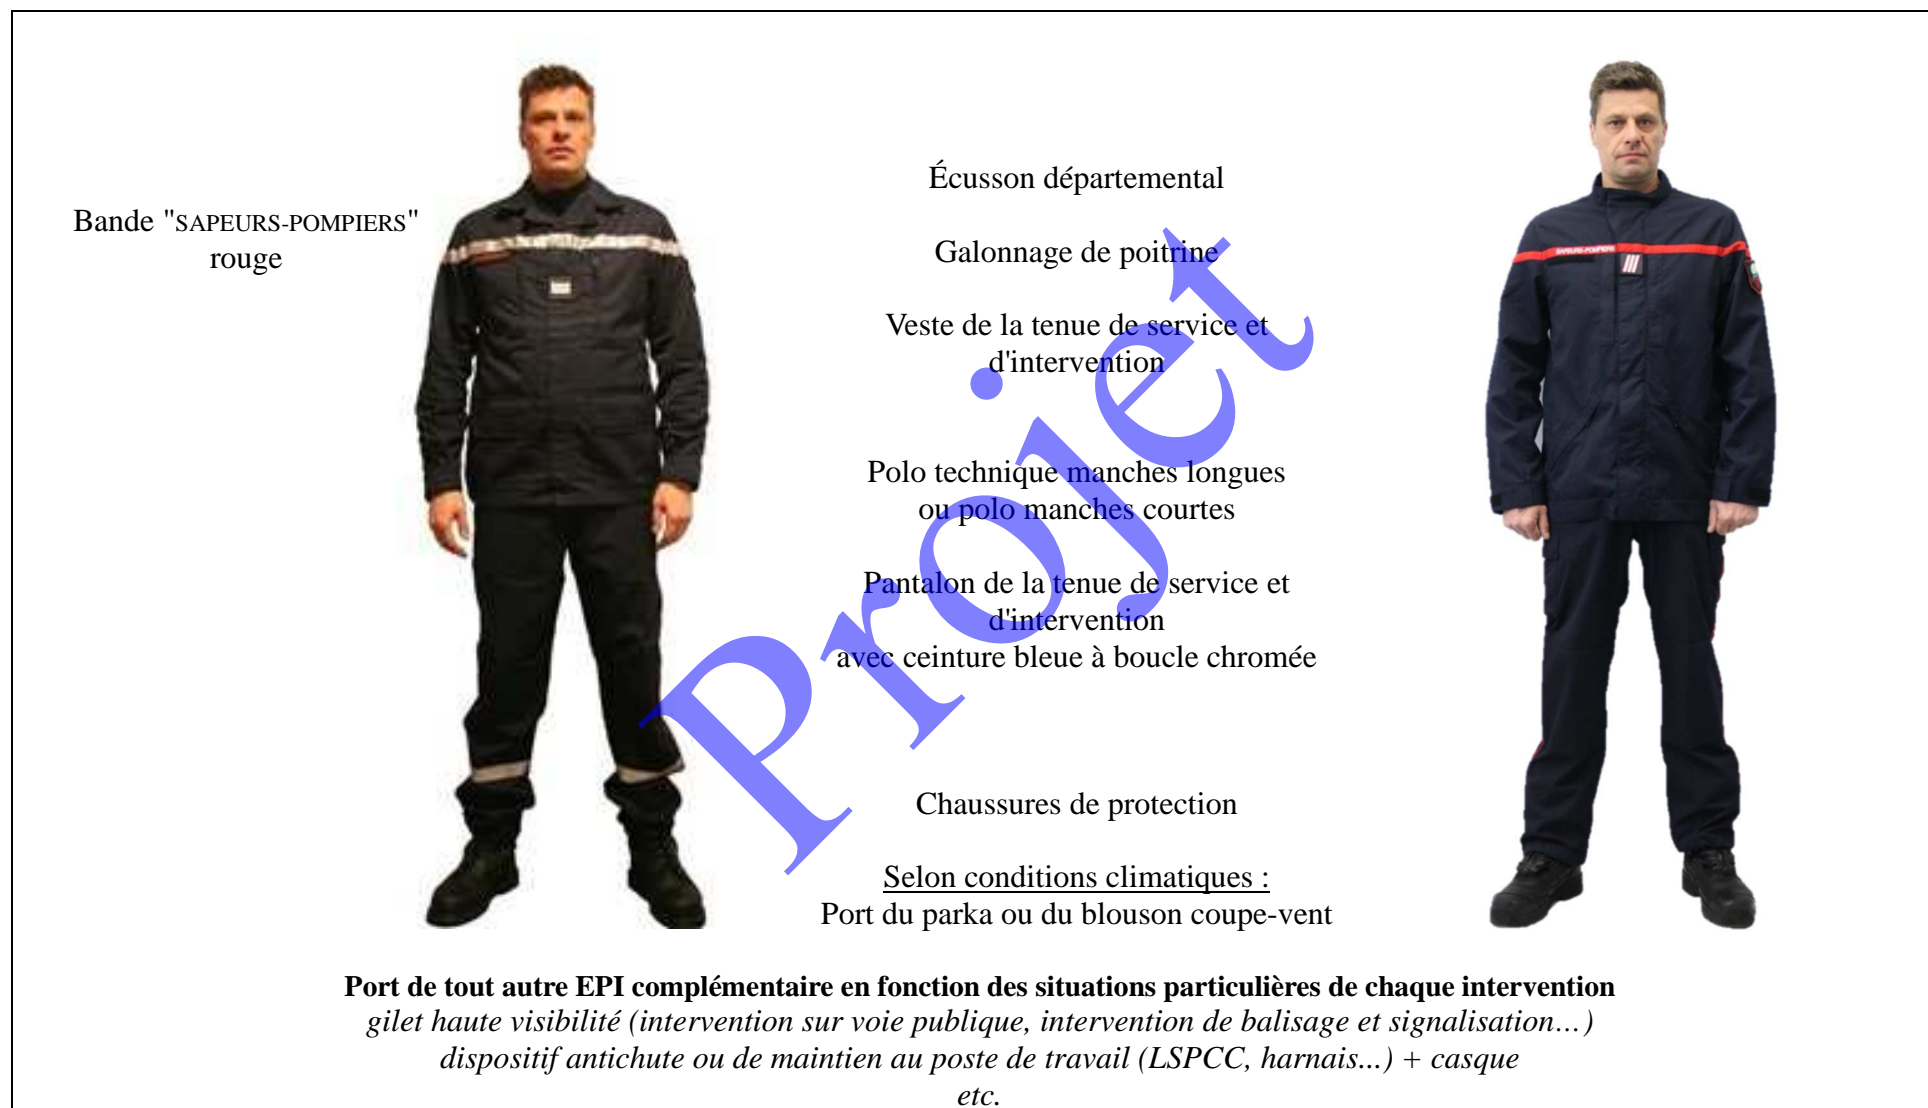 Bande "SAPEURS-POMPIERS"
rouge
Écusson départemental
Galonnage de poitrine
Veste de la tenue de service et
d'intervention
Polo technique manches longues
ou polo manches courtes
Pantalon de la tenue de service et
d'intervention
avec ceinture bleue à boucle chromée
Chaussures de protection
Selon conditions climatiques :
Port du parka ou du blouson coupe-vent
Projet
SAPEURS-POMPIERS
Port de tout autre EPI complémentaire en fonction des situations particulières de chaque intervention
gilet haute visibilité (intervention sur voie publique, intervention de balisage et signalisation…)
dispositif antichute ou de maintien au poste de travail (LSPCC, harnais...) + casque
etc.